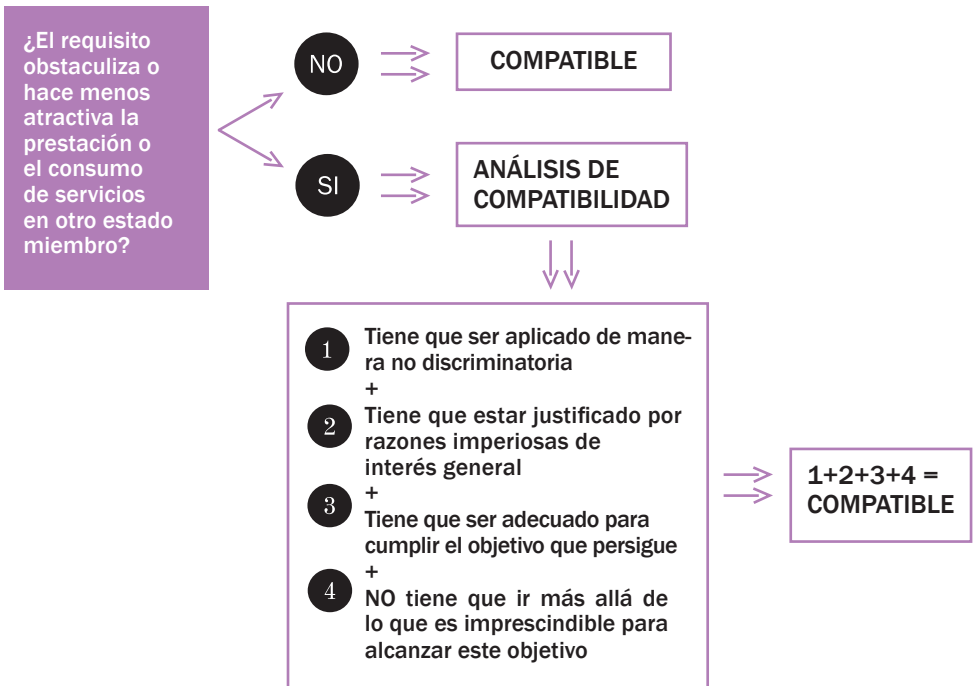 ¿El requisito
obstaculiza o
hace menos
atractiva la
prestación o
el consumo
de servicios
en otro estado
miembro?
NO
COMPATIBLE
SI
ANÁLISIS DE
COMPATIBILIDAD
1
Tiene que ser aplicado de mane-
ra no discriminatoria
+
2
Tiene que estar justificado por
razones imperiosas de
interés general
+
3
Tiene que ser adecuado para
cumplir el objetivo que persigue
+
4
NO tiene que ir más allá de
lo que es imprescindible para
alcanzar este objetivo
1+2+3+4 =
COMPATIBLE